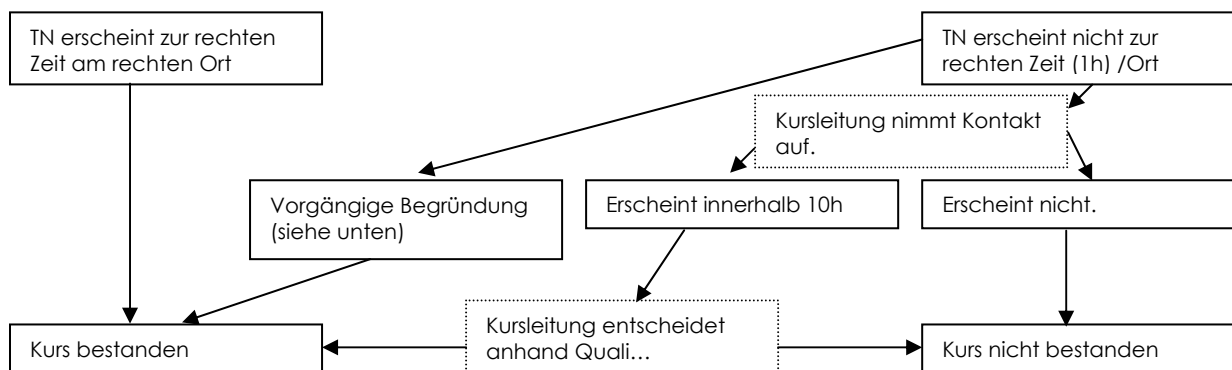 TN erscheint zur rechten
Zeit am rechten Ort
TN erscheint nicht zur
rechten Zeit (1h) /Ort
Kursleitung nimmt Kontakt
auf.
Vorgängige Begründung
(siehe unten)
Erscheint innerhalb 10h
Erscheint nicht.
Kurs bestanden
Kursleitung entscheidet
anhand Quali…
Kurs nicht bestanden